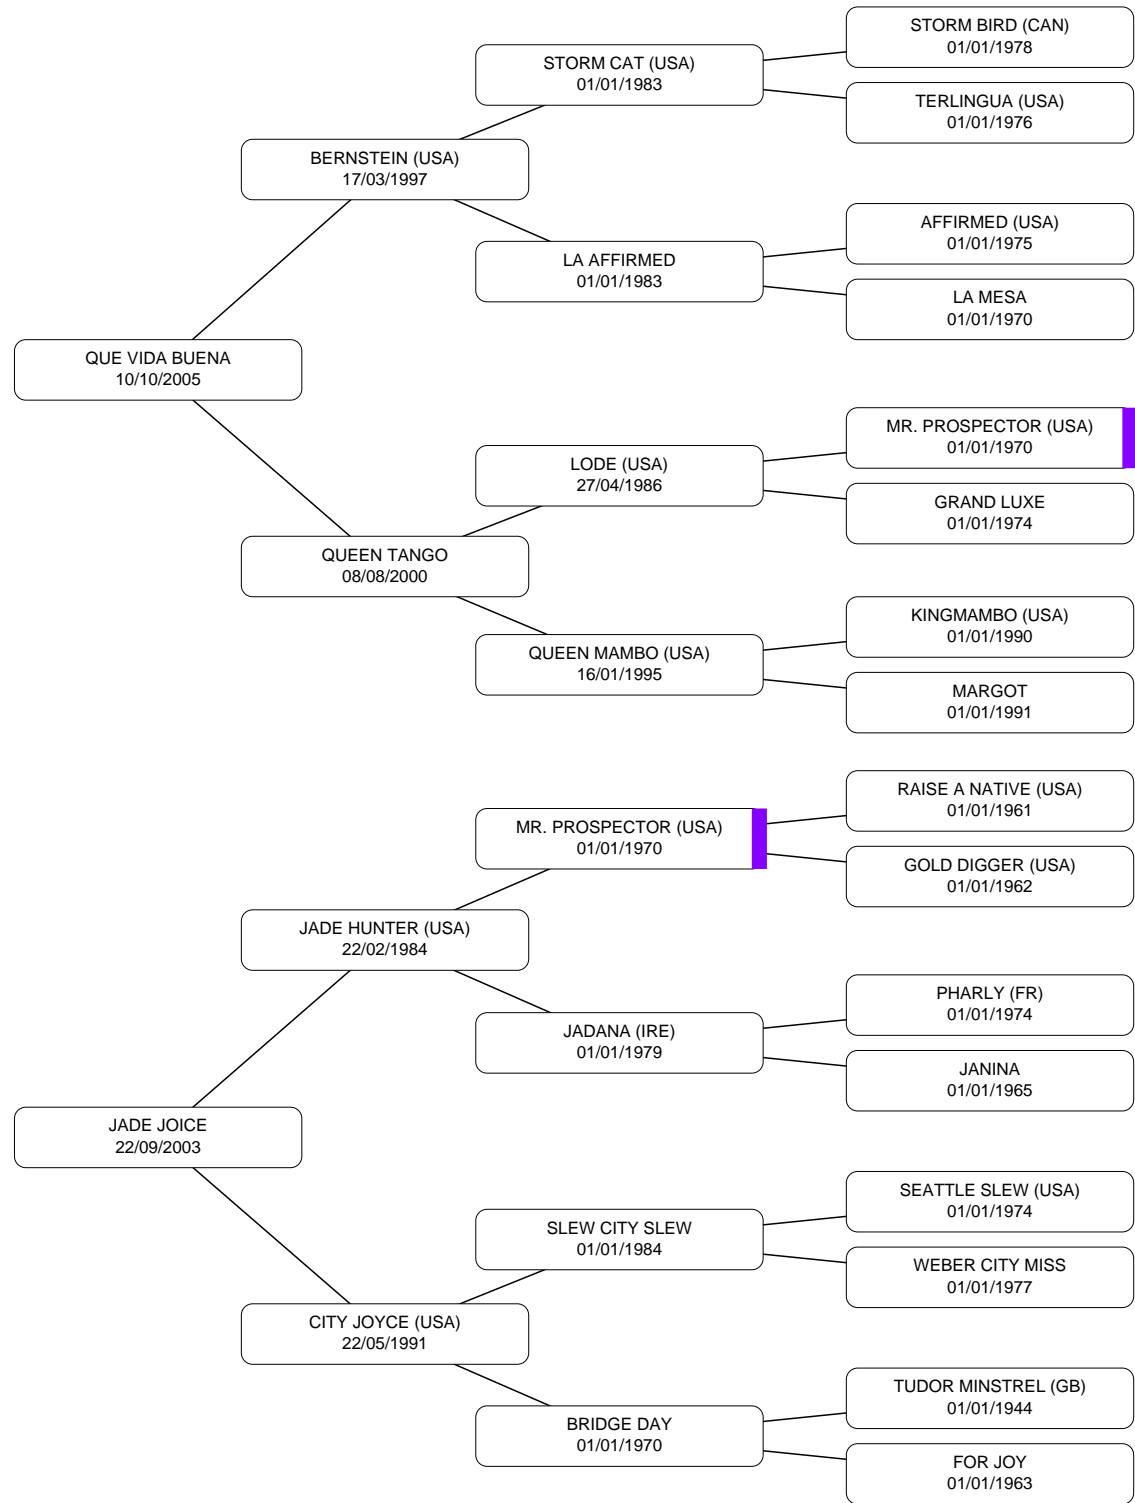 STORM BIRD (CAN)
01/01/1978
STORM CAT (USA)
01/01/1983
TERLINGUA (USA)
01/01/1976
BERNSTEIN (USA)
17/03/1997
AFFIRMED (USA)
01/01/1975
LA AFFIRMED
01/01/1983
LA MESA
01/01/1970
QUE VIDA BUENA
10/10/2005
MR. PROSPECTOR (USA)
01/01/1970
LODE (USA)
27/04/1986
GRAND LUXE
01/01/1974
QUEEN TANGO
08/08/2000
KINGMAMBO (USA)
01/01/1990
QUEEN MAMBO (USA)
16/01/1995
MARGOT
01/01/1991
RAISE A NATIVE (USA)
01/01/1961
MR. PROSPECTOR (USA)
01/01/1970
GOLD DIGGER (USA)
01/01/1962
JADE HUNTER (USA)
22/02/1984
PHARLY (FR)
01/01/1974
JADANA (IRE)
01/01/1979
JANINA
01/01/1965
JADE JOICE
22/09/2003
SEATTLE SLEW (USA)
01/01/1974
SLEW CITY SLEW
01/01/1984
WEBER CITY MISS
01/01/1977
CITY JOYCE (USA)
22/05/1991
TUDOR MINSTREL (GB)
01/01/1944
BRIDGE DAY
01/01/1970
FOR JOY
01/01/1963